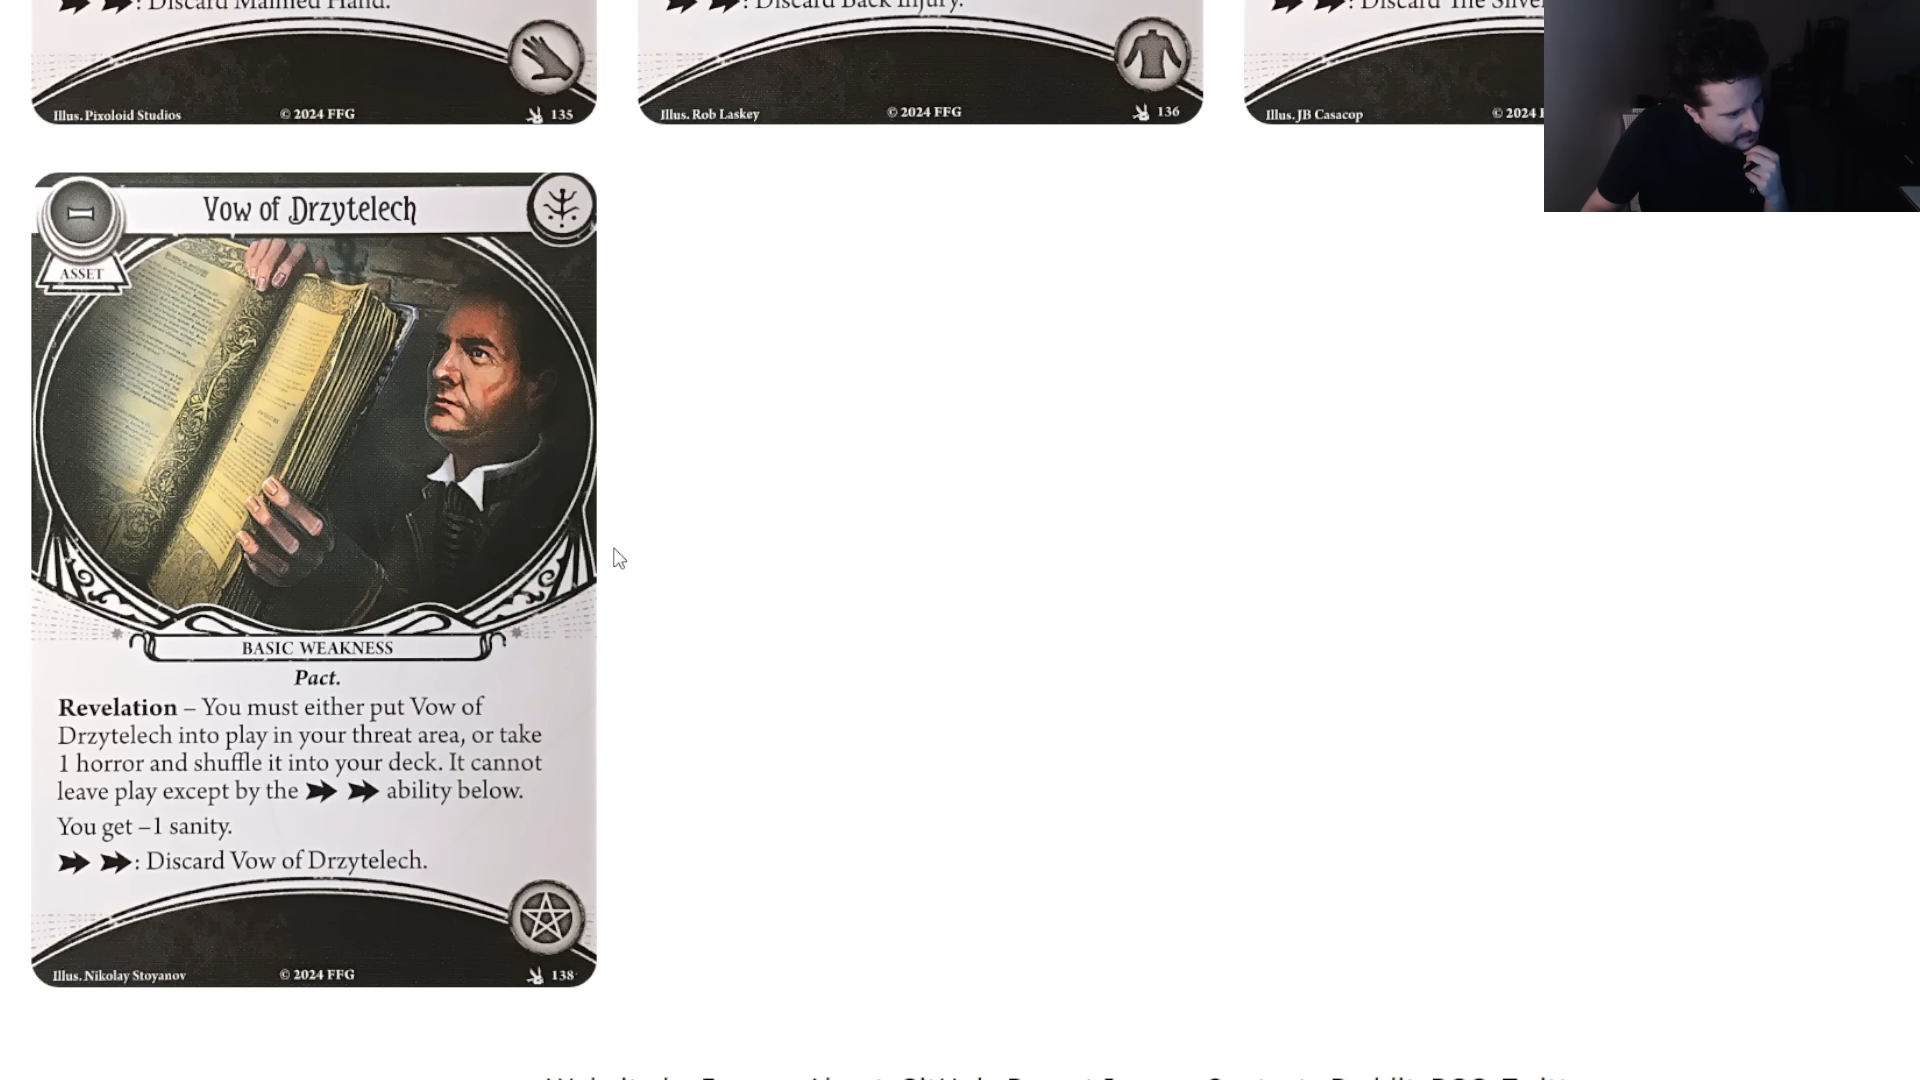 : Discard Maimed Hand.
: Discard Back Injury.
: Discard The Silver
Illus. Pixoloid Studios
© 2024 FFG
135
Illus. Rob Laskey
© 2024 FFG
136
Illus. JB Casacop
© 2024
Vow of Drzytelech
ASSET
BASIC WEAKNESS
Pact.
Revelation – You must either put Vow of
Drzytelech into play in your threat area, or take
1 horror and shuffle it into your deck. It cannot
leave play except by the ability below.
You get –1 sanity.
: Discard Vow of Drzytelech.
Illus. Nikolay Stoyanov
© 2024 FFG
138